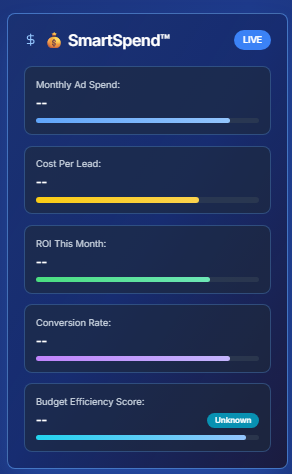 $ 💰 SmartSpend™ LIVE
Monthly Ad Spend:
--
Cost Per Lead:
--
ROI This Month:
--
Conversion Rate:
--
Budget Efficiency Score:
-- Unknown